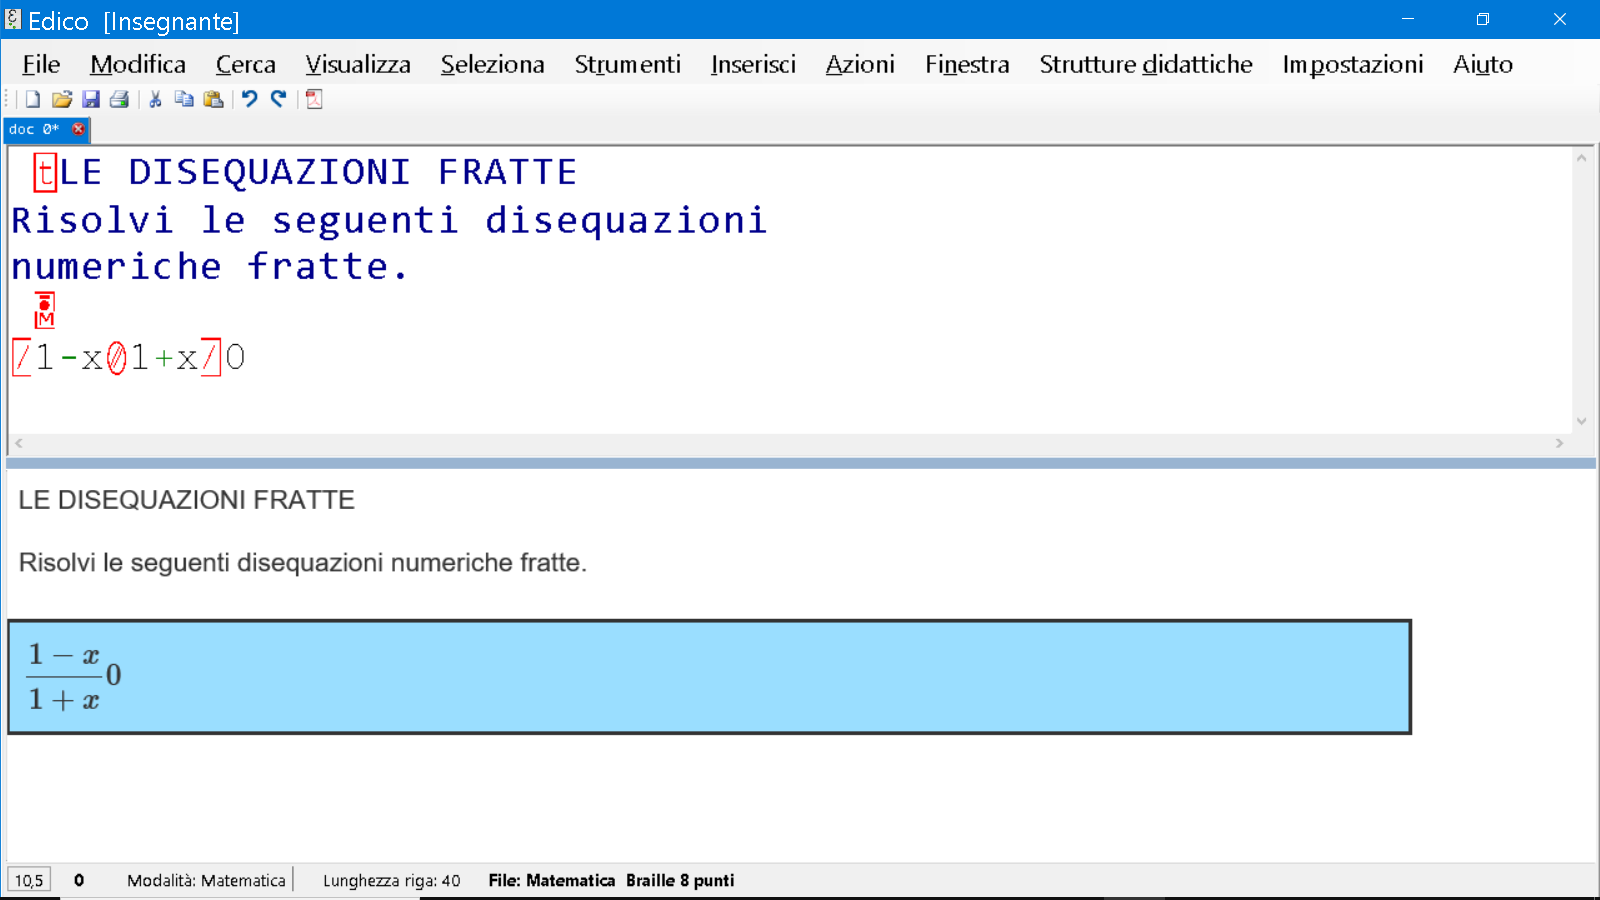 Edico [Insegnante]
File Modifica Cerca Visualizza Seleziona Strumenti Inserisci Azioni Finestra Strutture didattiche Impostazioni Aiuto
doc 0*
tLE DISEQUAZIONI FRATTE
Risolvi le seguenti disequazioni
numeriche fratte.
M
/1-x//1+x/0
LE DISEQUAZIONI FRATTE
Risolvi le seguenti disequazioni numeriche fratte.
1 − x
0
1 + x
10,5 0 Modalità: Matematica Lunghezza riga: 40 File: Matematica Braille 8 punti